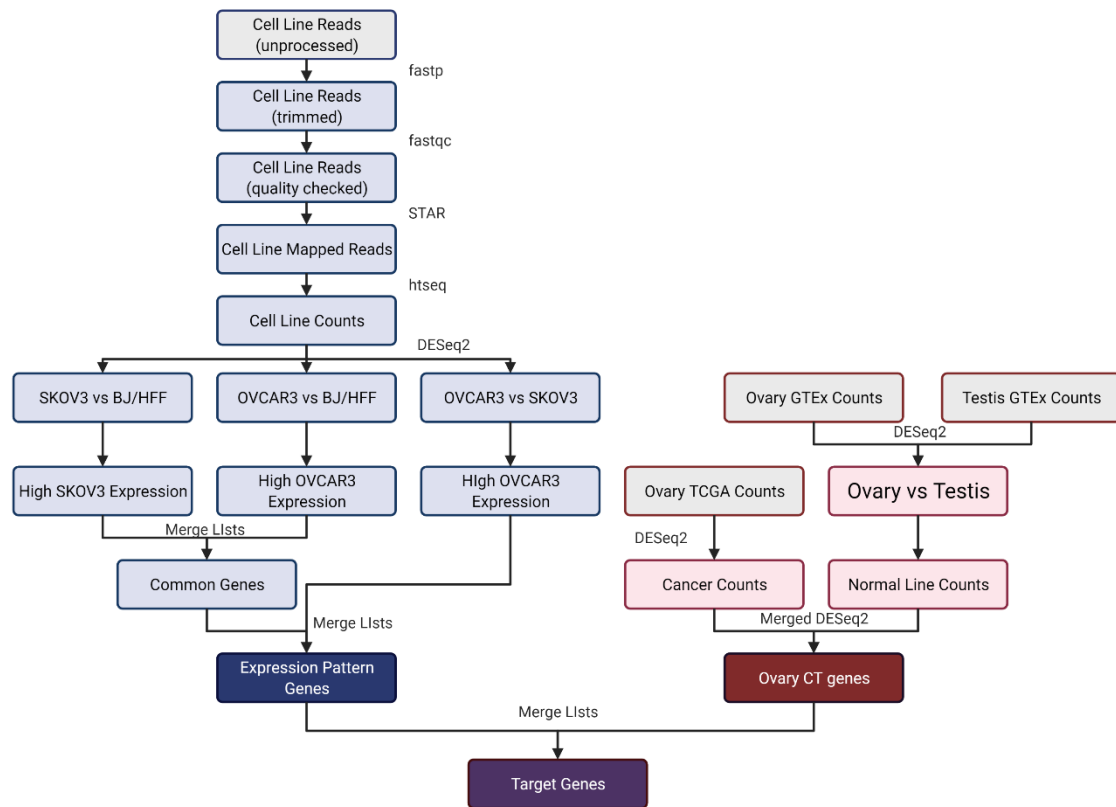 Cell Line Reads
(unprocessed)
fastp
Cell Line Reads
(trimmed)
fastqc
Cell Line Reads
(quality checked)
STAR
Cell Line Mapped Reads
htseq
Cell Line Counts
DESeq2
SKOV3 vs BJ/HFF
OVCAR3 vs BJ/HFF
OVCAR3 vs SKOV3
Ovary GTEx Counts
Testis GTEx Counts
DESeq2
High SKOV3 Expression
High OVCAR3
Expression
HIgh OVCAR3
Expression
Ovary TCGA Counts
Ovary vs Testis
Merge LIsts
DESeq2
Common Genes
Cancer Counts
Normal Line Counts
Merge LIsts
Merged DESeq2
Expression Pattern
Genes
Ovary CT genes
Merge LIsts
Target Genes